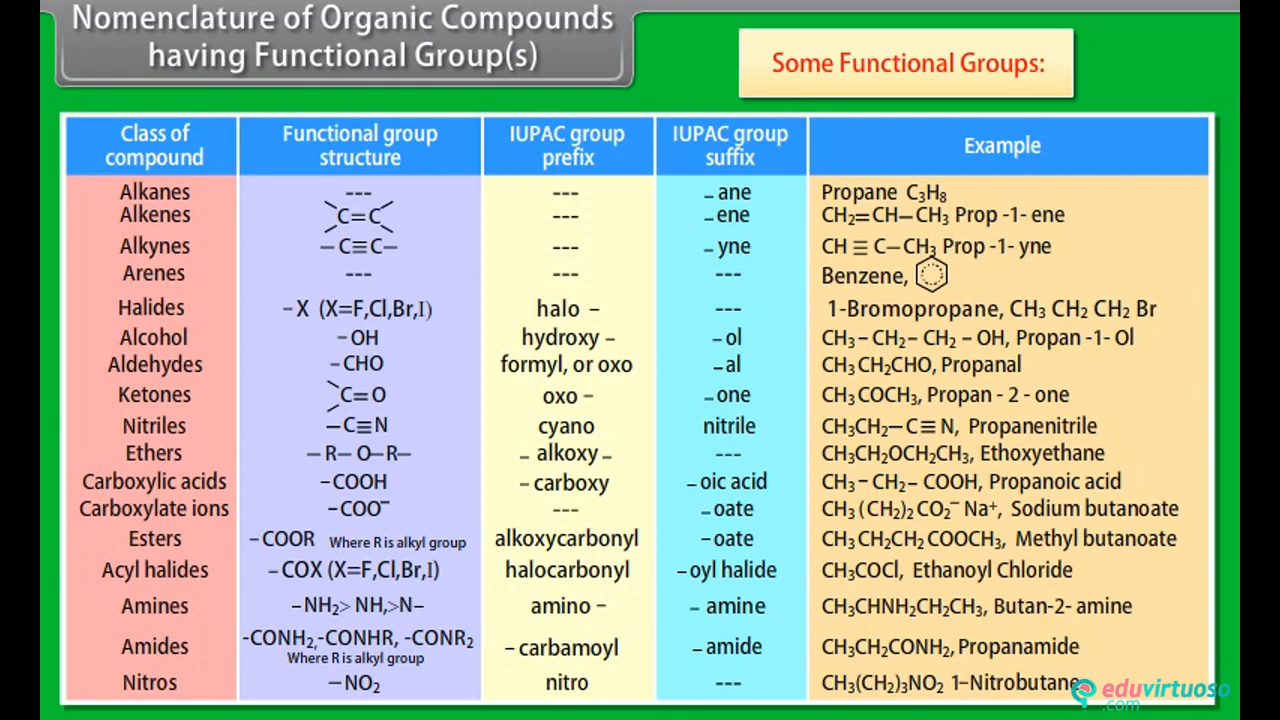 Nomenclature of Organic Compounds
having Functional Group(s)
Some Functional Groups:
Class of compound | Functional group structure | IUPAC group prefix | IUPAC group suffix | Example
Alkanes --- --- – ane Propane C₃H₈
Alkenes C=C --- – ene CH₂=CH–CH₃ Prop -1- ene
Alkynes –C≡C– --- – yne CH ≡ C–CH₃ Prop -1- yne
Arenes --- --- --- Benzene,
Halides –X (X=F,Cl,Br,I) halo – --- 1-Bromopropane, CH₃ CH₂ CH₂ Br
Alcohol –OH hydroxy – – ol CH₃ – CH₂ – CH₂ – OH, Propan -1- Ol
Aldehydes –CHO formyl, or oxo – al CH₃ CH₂CHO, Propanal
Ketones C=O oxo – – one CH₃ COCH₃, Propan - 2 - one
Nitriles –C≡N cyano nitrile CH₃CH₂–C≡N, Propanenitrile
Ethers –R–O–R– – alkoxy – --- CH₃CH₂OCH₂CH₃, Ethoxyethane
Carboxylic acids –COOH – carboxy – oic acid CH₃ – CH₂ – COOH, Propanoic acid
Carboxylate ions –COO⁻ --- – oate CH₃ (CH₂)₂ CO₂⁻ Na⁺, Sodium butanoate
Esters –COOR Where R is alkyl group alkoxycarbonyl – oate CH₃ CH₂CH₂ COOCH₃, Methyl butanoate
Acyl halides –COX (X=F,Cl,Br,I) halocarbonyl – oyl halide CH₃COCl, Ethanoyl Chloride
Amines –NH₂> NH,>N– amino – – amine CH₃CHNH₂CH₂CH₃, Butan-2- amine
Amides -CONH₂,-CONHR, -CONR₂ – carbamoyl – amide CH₃CH₂CONH₂, Propanamide
Where R is alkyl group
Nitros –NO₂ nitro --- CH₃(CH₂)₃NO₂ 1–Nitrobutane
eduvirtuoso
.com